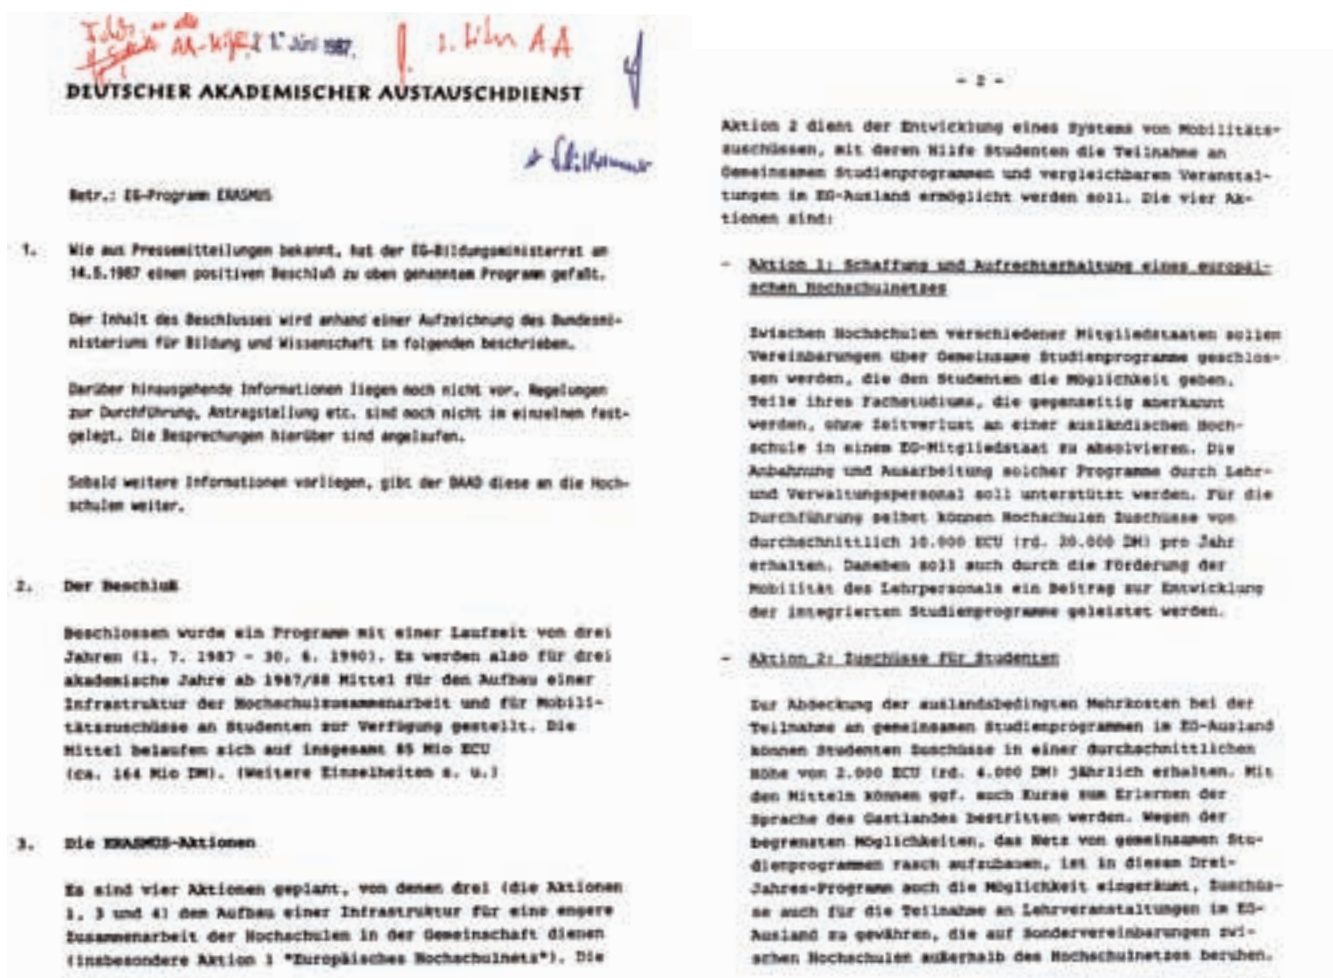 1. Juni 1987
AA
DEUTSCHER AKADEMISCHER AUSTAUSCHDIENST
Betr.: EG-Programm ERASMUS
1. Wie aus Pressemitteilungen bekannt, hat der EG-Bildungsministerrat am
14.5.1987 einen positiven Beschluß zu oben genanntem Programm gefaßt.
Der Inhalt des Beschlusses wird anhand einer Aufzeichnung des Bundesmi-
nisteriums für Bildung und Wissenschaft im folgenden beschrieben.
Darüber hinausgehende Informationen liegen noch nicht vor. Regelungen
zur Durchführung, Antragstellung etc. sind noch nicht im einzelnen fest-
gelegt. Die Besprechungen hierüber sind angelaufen.
Sobald weitere Informationen vorliegen, gibt der DAAD diese an die Hoch-
schulen weiter.
2. Der Beschluß
Beschlossen wurde ein Programm mit einer Laufzeit von drei
Jahren (1. 7. 1987 - 30. 6. 1990). Es werden also für drei
akademische Jahre ab 1987/88 Mittel für den Aufbau einer
Infrastruktur der Hochschulzusammenarbeit und für Mobili-
tätszuschüsse an Studenten zur Verfügung gestellt. Die
Mittel belaufen sich auf insgesamt 85 Mio ECU
(ca. 164 Mio DM). (Weitere Einzelheiten s. u.)
3. Die ERASMUS-Aktionen
Es sind vier Aktionen geplant, von denen drei (die Aktionen
1, 3 und 4) dem Aufbau einer Infrastruktur für eine engere
Zusammenarbeit der Hochschulen in der Gemeinschaft dienen
(insbesondere Aktion 1 "Europäisches Hochschulnetz"). Die
- 2 -
Aktion 2 dient der Entwicklung eines Systems von Mobilitäts-
zuschüssen, mit deren Hilfe Studenten die Teilnahme an
Gemeinsamen Studienprogrammen und vergleichbaren Veranstal-
tungen im EG-Ausland ermöglicht werden soll. Die vier Ak-
tionen sind:
- Aktion 1: Schaffung und Aufrechterhaltung eines europäi-
schen Hochschulnetzes
Zwischen Hochschulen verschiedener Mitgliedstaaten sollen
Vereinbarungen über Gemeinsame Studienprogramme geschlos-
sen werden, die den Studenten die Möglichkeit geben,
Teile ihres Fachstudiums, die gegenseitig anerkannt
werden, ohne Zeitverlust an einer ausländischen Hoch-
schule in einem EG-Mitgliedstaat zu absolvieren. Die
Anbahnung und Ausarbeitung solcher Programme durch Lehr-
und Verwaltungspersonal soll unterstützt werden. Für die
Durchführung selbst können Hochschulen Zuschüsse von
durchschnittlich 10.000 ECU (rd. 20.000 DM) pro Jahr
erhalten. Daneben soll auch durch die Förderung der
Mobilität des Lehrpersonals ein Beitrag zur Entwicklung
der integrierten Studienprogramme geleistet werden.
- Aktion 2: Zuschüsse für Studenten
Zur Abdeckung der auslandsbedingten Mehrkosten bei der
Teilnahme an gemeinsamen Studienprogrammen im EG-Ausland
können Studenten Zuschüsse in einer durchschnittlichen
Höhe von 2.000 ECU (rd. 4.000 DM) jährlich erhalten. Mit
den Mitteln können ggf. auch Kurse zum Erlernen der
Sprache des Gastlandes bestritten werden. Wegen der
begrenzten Möglichkeiten, das Netz von gemeinsamen Stu-
dienprogrammen rasch aufzubauen, ist in diesem Drei-
Jahres-Programm auch die Möglichkeit eingeräumt, Zuschüs-
se auch für die Teilnahme an Lehrveranstaltungen im EG-
Ausland zu gewähren, die auf Sondervereinbarungen zwi-
schen Hochschulen außerhalb des Hochschulnetzes beruhen.